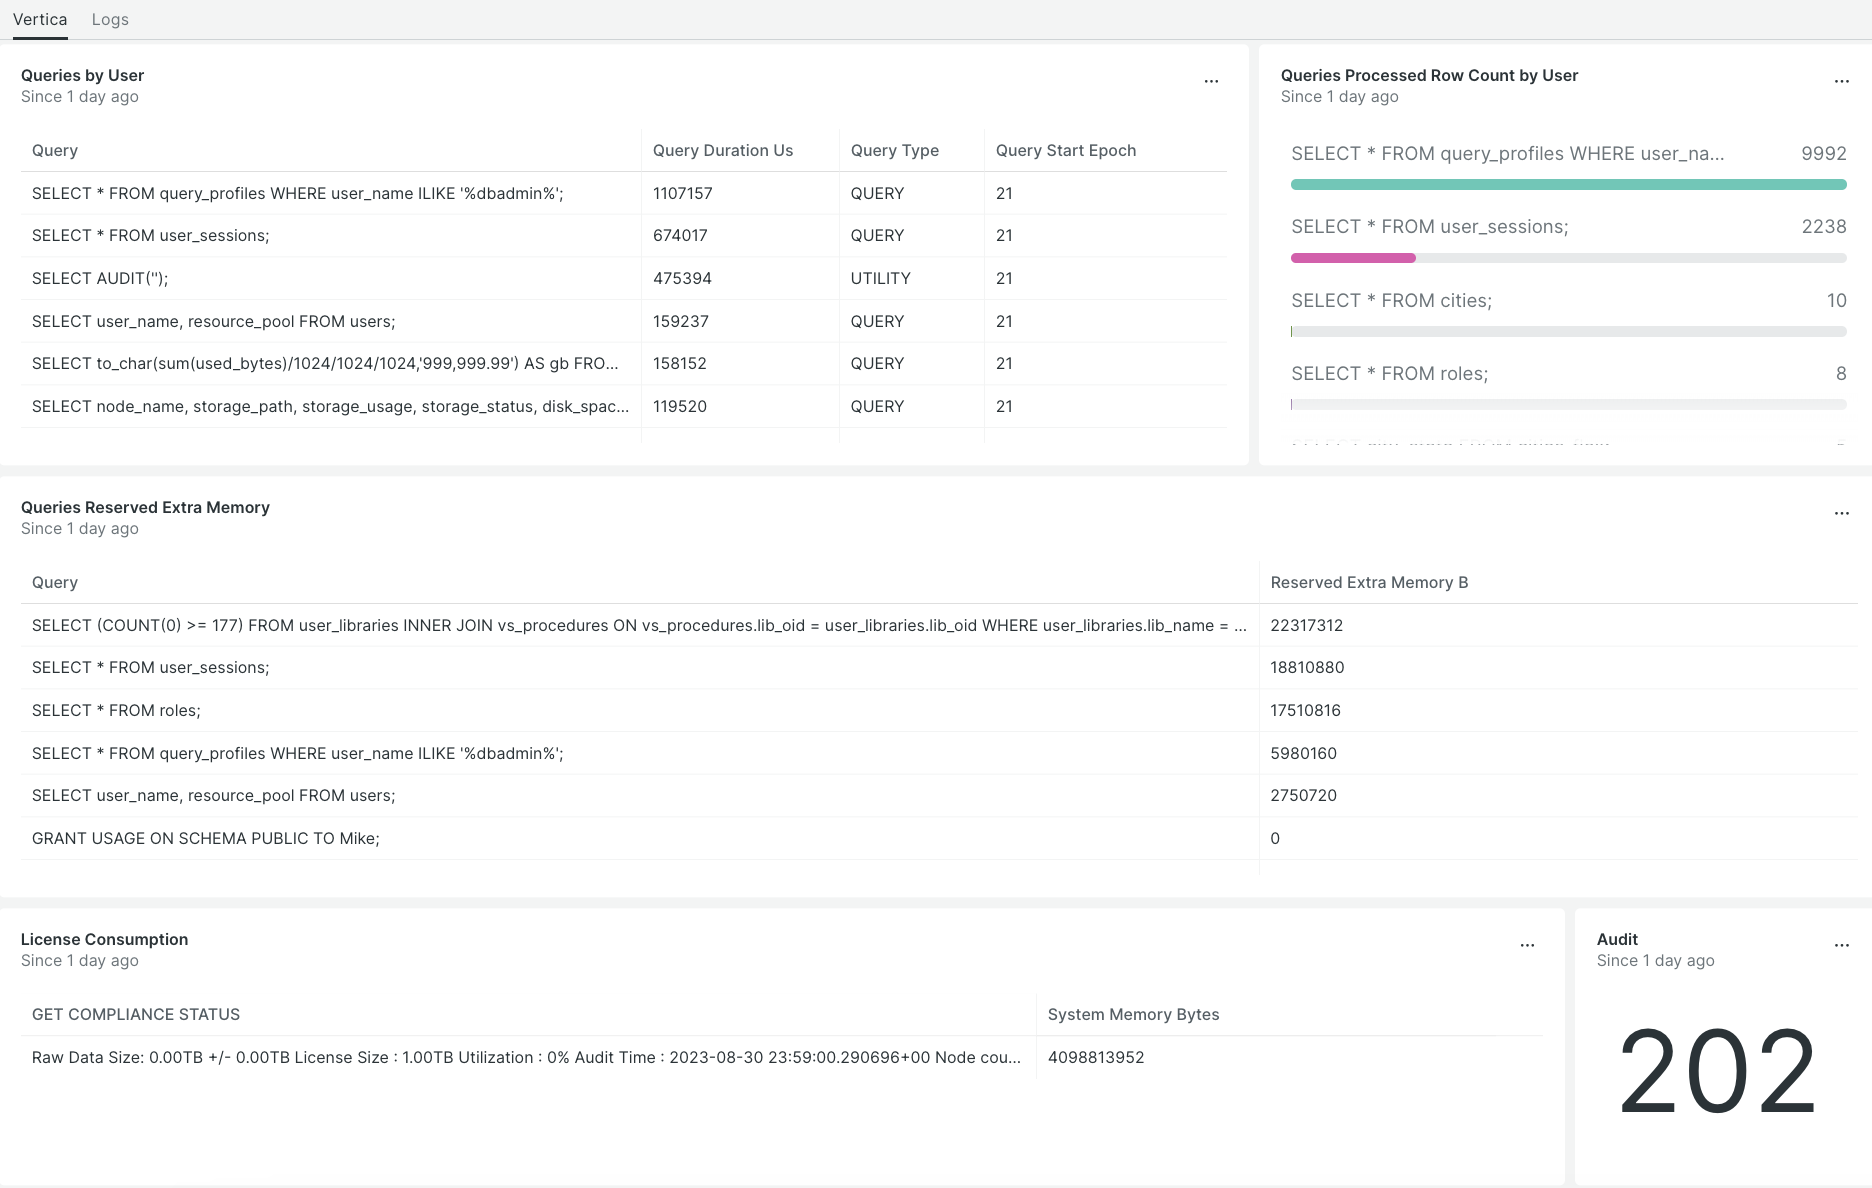 Vertica Logs
Queries by User
Since 1 day ago
...
Query Query Duration Us Query Type Query Start Epoch
SELECT * FROM query_profiles WHERE user_name ILIKE '%dbadmin%'; 1107157 QUERY 21
SELECT * FROM user_sessions; 674017 QUERY 21
SELECT AUDIT(''); 475394 UTILITY 21
SELECT user_name, resource_pool FROM users; 159237 QUERY 21
SELECT to_char(sum(used_bytes)/1024/1024/1024,'999,999.99') AS gb FRO... 158152 QUERY 21
SELECT node_name, storage_path, storage_usage, storage_status, disk_spac... 119520 QUERY 21
Queries Processed Row Count by User
Since 1 day ago
...
SELECT * FROM query_profiles WHERE user_na... 9992
SELECT * FROM user_sessions; 2238
SELECT * FROM cities; 10
SELECT * FROM roles; 8
Queries Reserved Extra Memory
Since 1 day ago
...
Query Reserved Extra Memory B
SELECT (COUNT(0) >= 177) FROM user_libraries INNER JOIN vs_procedures ON vs_procedures.lib_oid = user_libraries.lib_oid WHERE user_libraries.lib_name = ... 22317312
SELECT * FROM user_sessions; 18810880
SELECT * FROM roles; 17510816
SELECT * FROM query_profiles WHERE user_name ILIKE '%dbadmin%'; 5980160
SELECT user_name, resource_pool FROM users; 2750720
GRANT USAGE ON SCHEMA PUBLIC TO Mike; 0
License Consumption
Since 1 day ago
...
GET COMPLIANCE STATUS System Memory Bytes
Raw Data Size: 0.00TB +/- 0.00TB License Size : 1.00TB Utilization : 0% Audit Time : 2023-08-30 23:59:00.290696+00 Node cou... 4098813952
Audit
Since 1 day ago
...
202